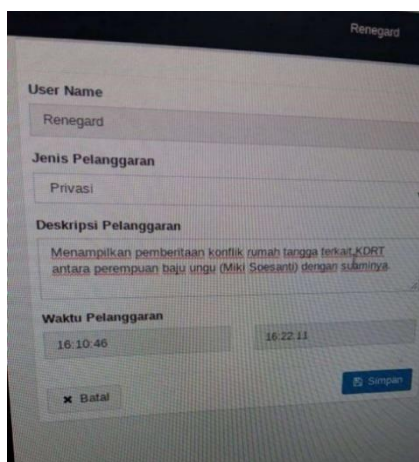 Renegard
User Name
Renegard
Jenis Pelanggaran
Privasi
Deskripsi Pelanggaran
Menampilkan pemberitaan konflik rumah tangga terkait KDRT
antara perempuan baju ungu (Miki Soesanti) dengan suaminya.
Waktu Pelanggaran
16:10:46 16:22:11
Batal Simpan